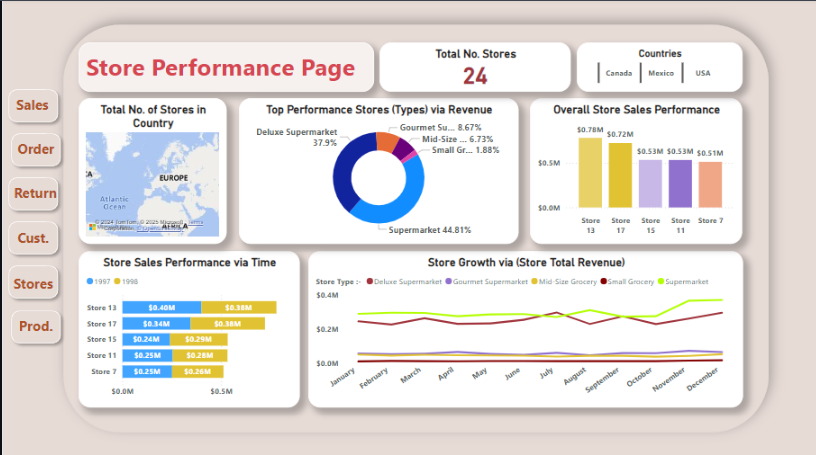 Store Performance Page
Total No. Stores
24
Countries
Canada
Mexico
USA
Sales
Order
Return
Cust.
Stores
Prod.
Total No. of Stores in
Country
EUROPE
Atlantic
Ocean
AFRICA
Top Performance Stores (Types) via Revenue
Deluxe Supermarket
37.9%
Gourmet Su... 8.67%
Mid-Size ... 6.73%
Small Gr... 1.88%
Supermarket 44.81%
Overall Store Sales Performance
$0.78M
$0.72M
$0.53M
$0.53M
$0.51M
$0.5M
$0.0M
Store
13
Store
17
Store
15
Store
11
Store 7
Store Sales Performance via Time
1997
1998
Store 13
$0.40M
$0.38M
Store 17
$0.34M
$0.38M
Store 15
$0.24M
$0.29M
Store 11
$0.25M
$0.28M
Store 7
$0.25M
$0.26M
$0.0M
$0.5M
Store Growth via (Store Total Revenue)
Store Type :-
Deluxe Supermarket
Gourmet Supermarket
Mid-Size Grocery
Small Grocery
Supermarket
$0.4M
$0.2M
$0.0M
January
February
March
April
May
June
July
August
September
October
November
December